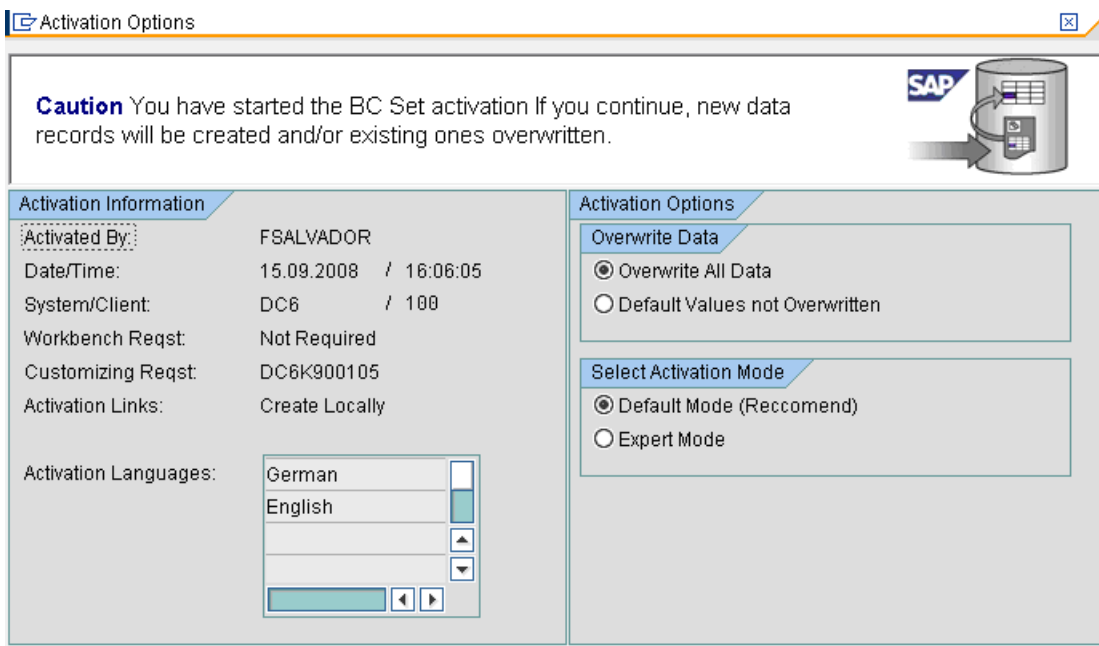 Activation Options
Caution You have started the BC Set activation If you continue, new data
records will be created and/or existing ones overwritten.
SAP
Activation Information
Activated By: FSALVADOR
Date/Time: 15.09.2008 / 16:06:05
System/Client: DC6 / 100
Workbench Reqst: Not Required
Customizing Reqst: DC6K900105
Activation Links: Create Locally
Activation Languages:
German
English
Activation Options
Overwrite Data
Overwrite All Data
Default Values not Overwritten
Select Activation Mode
Default Mode (Reccomend)
Expert Mode